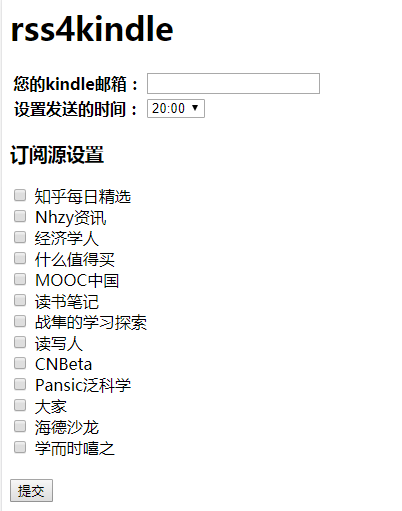 rss4kindle
您的kindle邮箱：
设置发送的时间： 20:00
订阅源设置
知乎每日精选
Nhzy资讯
经济学人
什么值得买
MOOC中国
读书笔记
战隼的学习探索
读写人
CNBeta
Pansic泛科学
大家
海德沙龙
学而时嘻之
提交